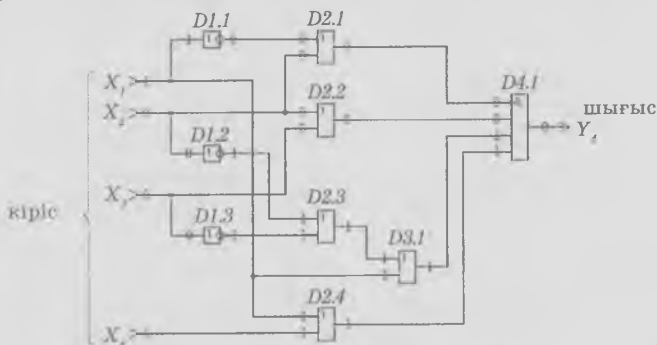 D1.1
D2.1
X₁
D4.1
X₂
D2.2
шығыс
D1.2
Y₄
X₃
кіріс
D1.3
D2.3
D3.1
D2.4
X₄